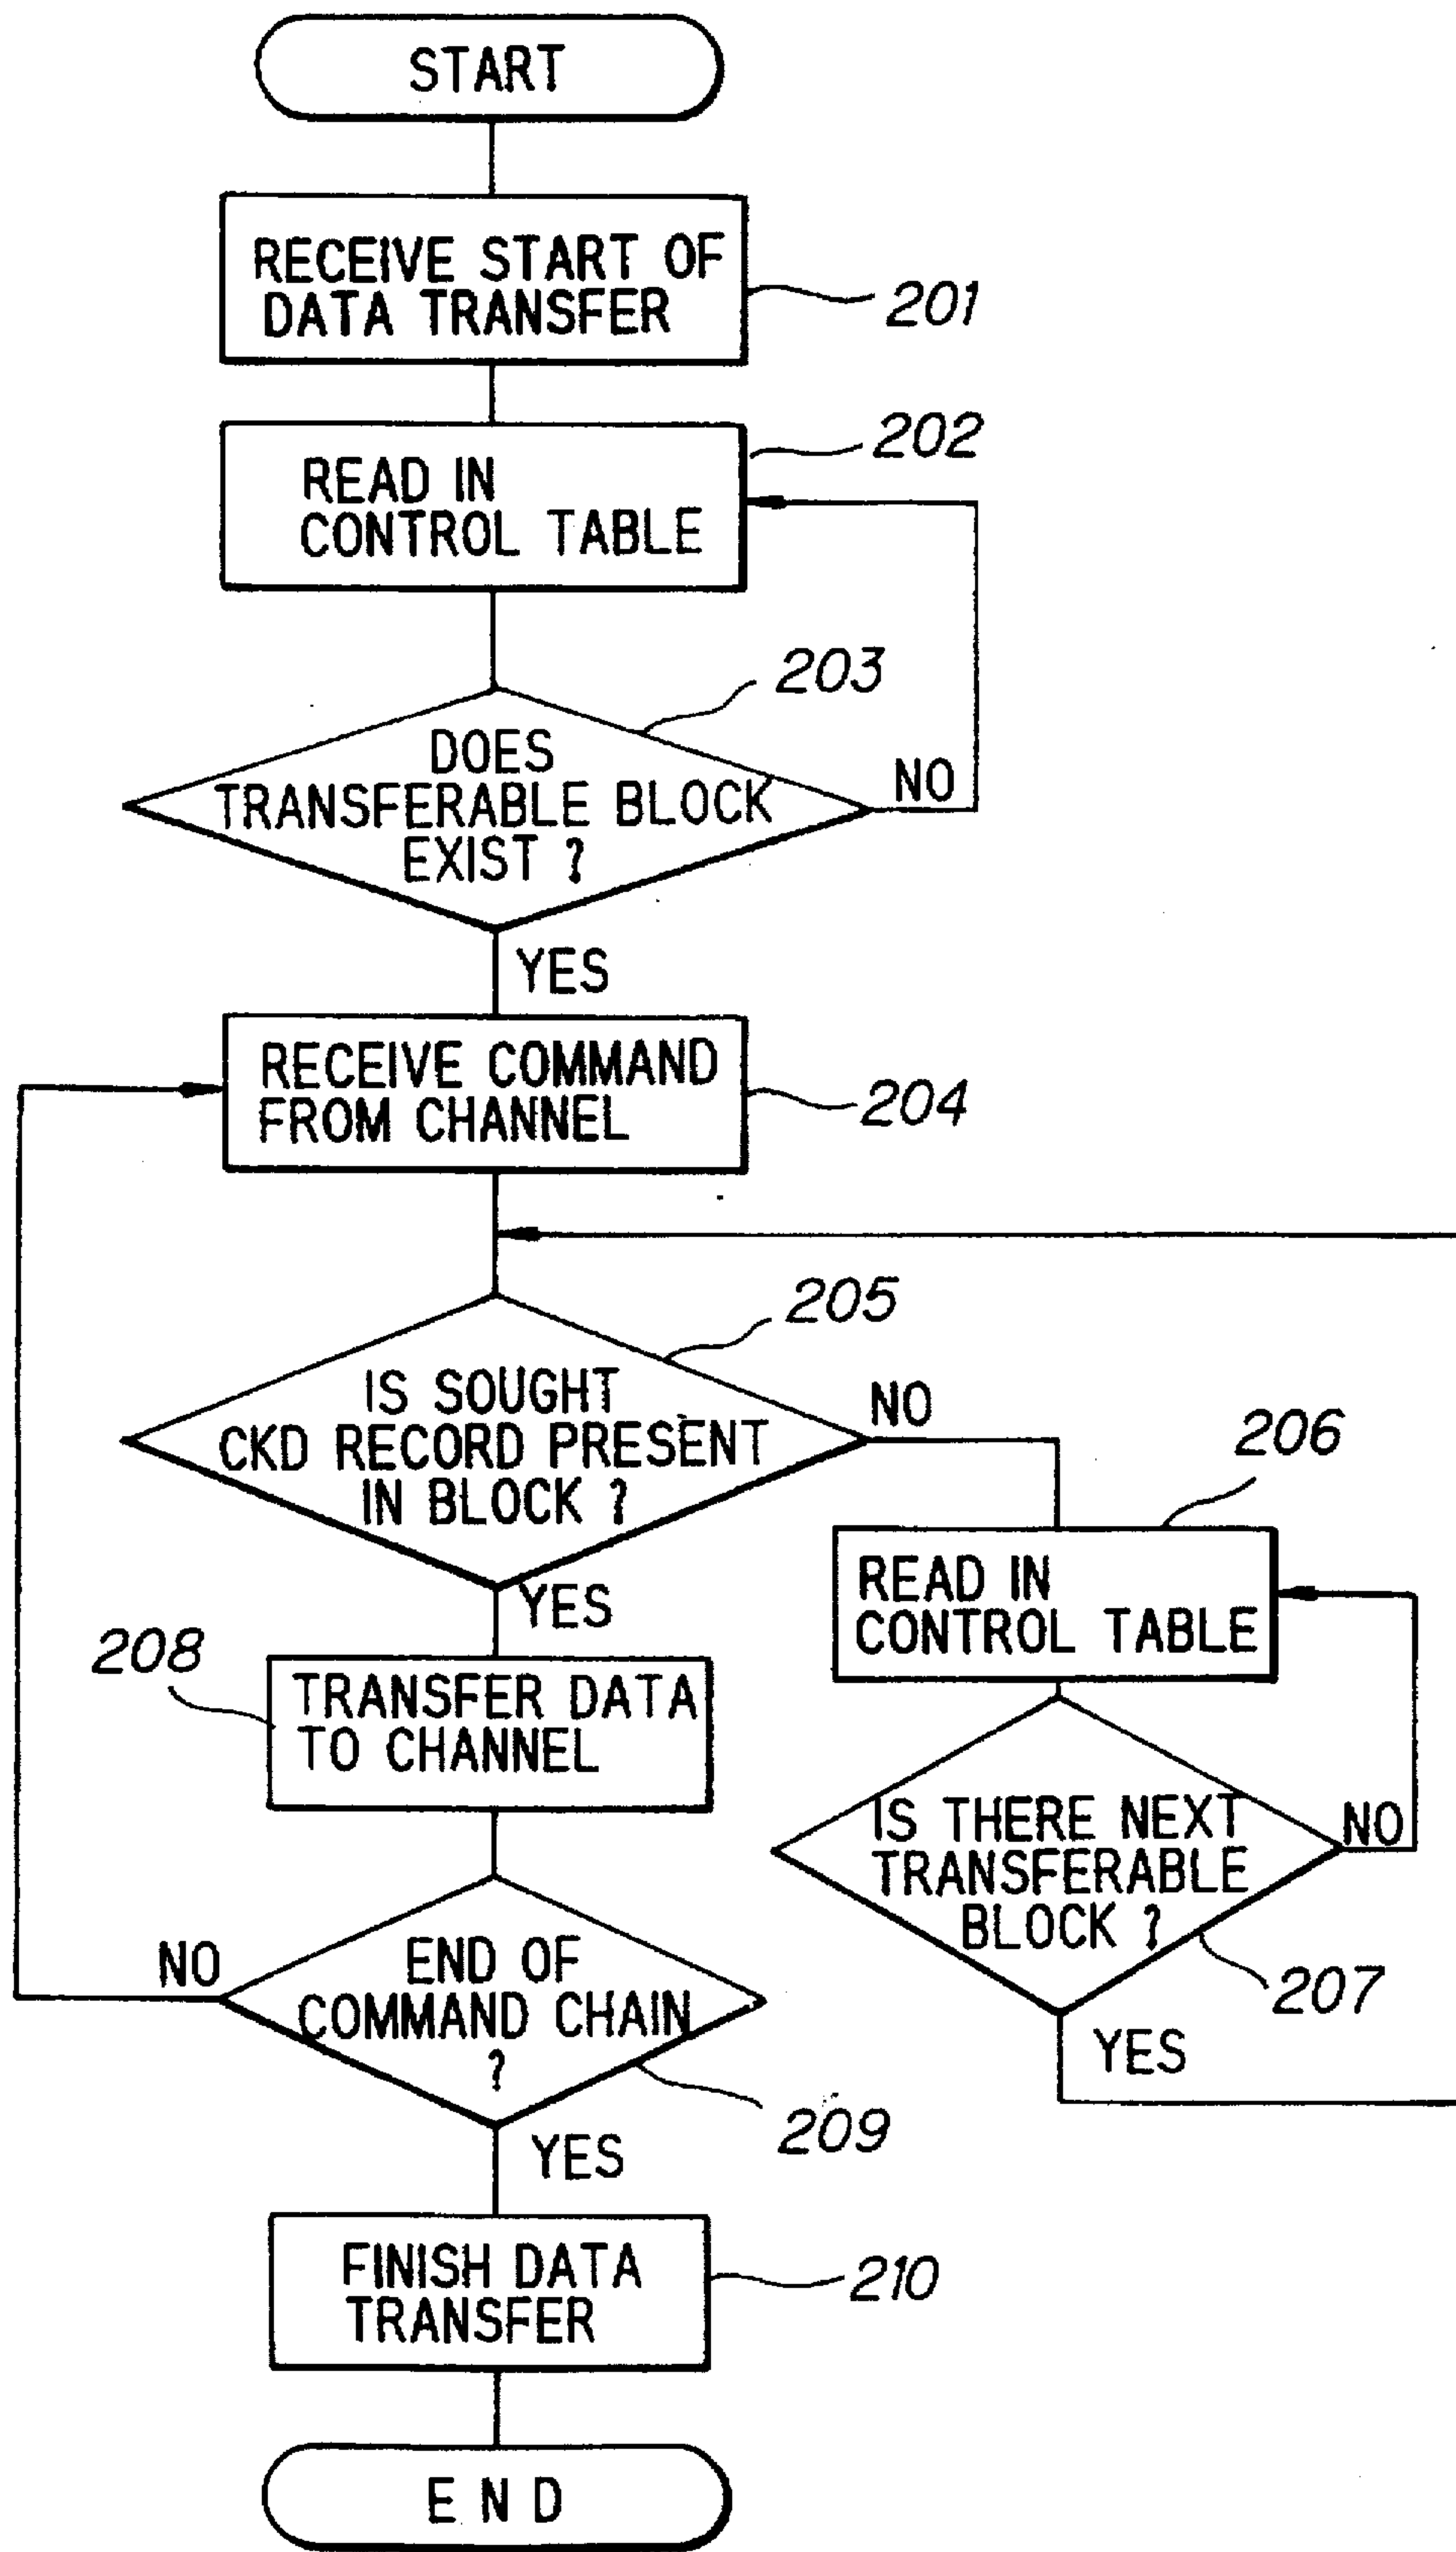 START
RECEIVE START OF
DATA TRANSFER
201
202
READ IN
CONTROL TABLE
203
DOES
TRANSFERABLE BLOCK
EXIST ?
NO
YES
RECEIVE COMMAND
FROM CHANNEL
204
205
IS SOUGHT
CKD RECORD PRESENT
IN BLOCK ?
NO
206
READ IN
CONTROL TABLE
YES
208
TRANSFER DATA
TO CHANNEL
IS THERE NEXT
TRANSFERABLE
BLOCK ?
NO
207
YES
END OF
COMMAND CHAIN
?
NO
209
YES
FINISH DATA
TRANSFER
210
END